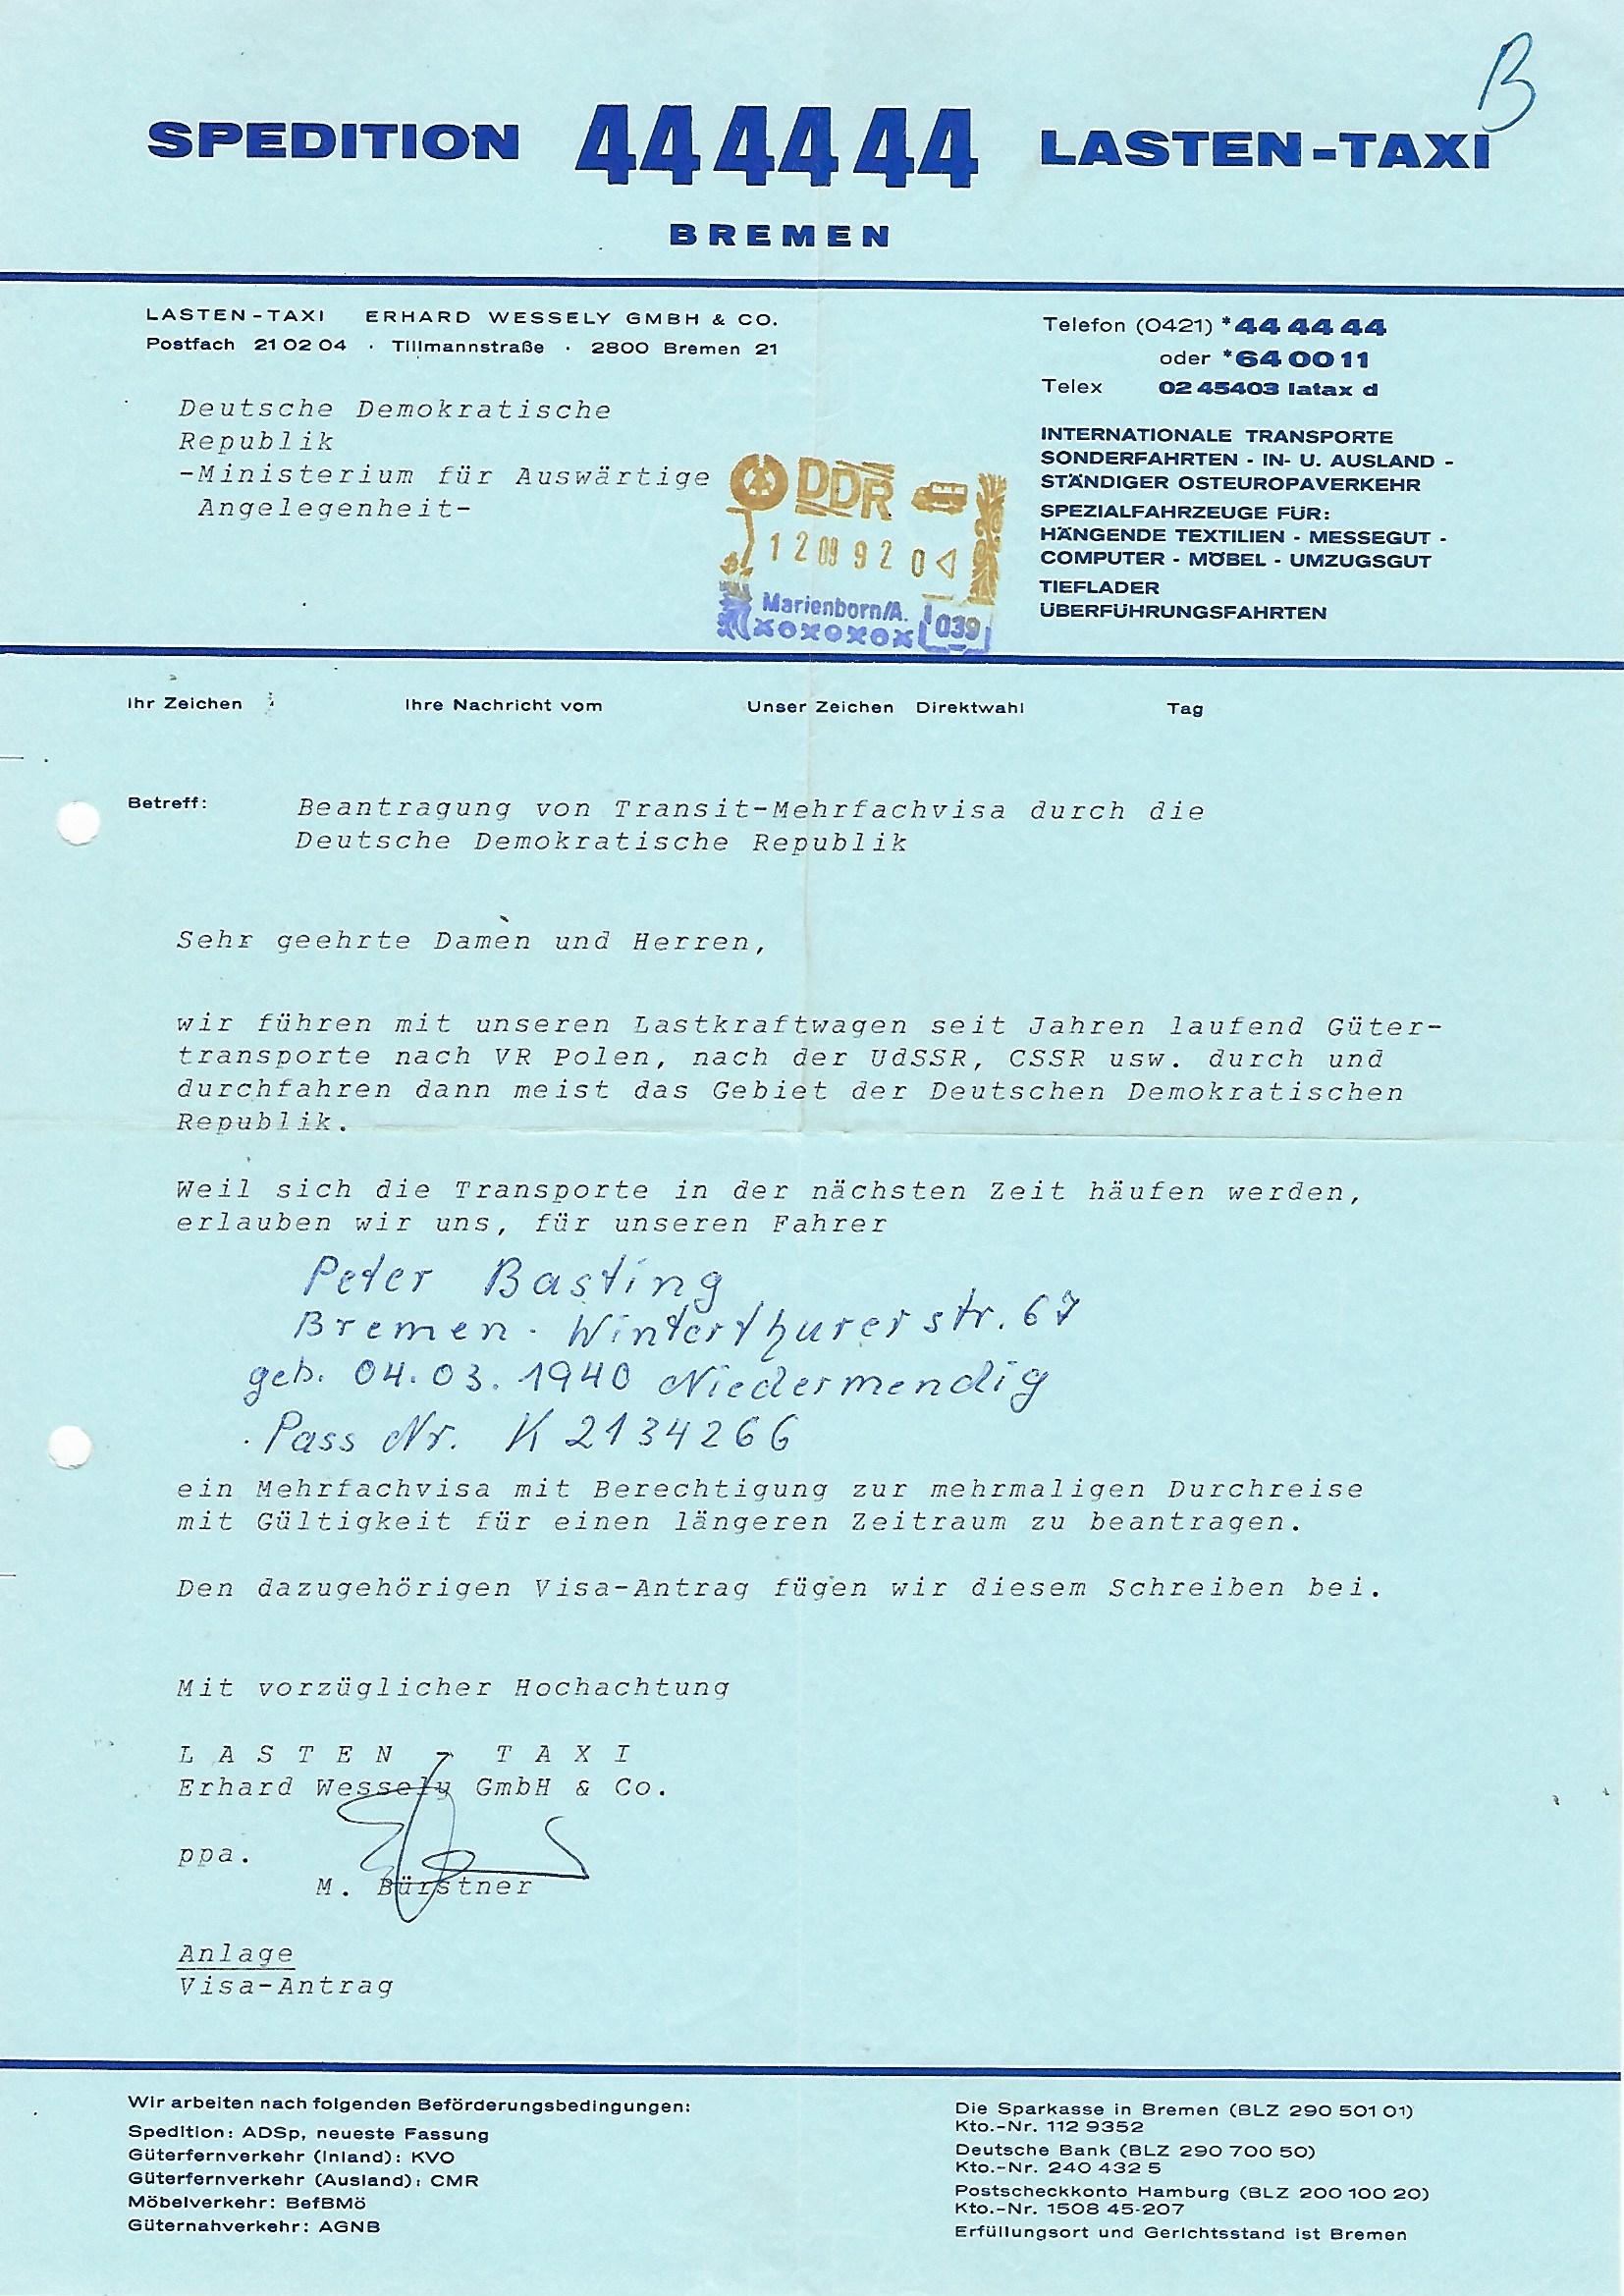 B
SPEDITION 44 44 44 LASTEN-TAXI
BREMEN
LASTEN-TAXI ERHARD WESSELY GMBH & CO.
Postfach 21 02 04 · Tillmannstraße · 2800 Bremen 21
Telefon (0421) *44 44 44
oder *64 00 11
Telex 02 45403 latax d
INTERNATIONALE TRANSPORTE
SONDERFAHRTEN - IN- U. AUSLAND -
STÄNDIGER OSTEUROPAVERKEHR
SPEZIALFAHRZEUGE FÜR:
HÄNGENDE TEXTILIEN - MESSEGUT -
COMPUTER - MÖBEL - UMZUGSGUT
TIEFLADER
ÜBERFÜHRUNGSFAHRTEN
Deutsche Demokratische
Republik
-Ministerium für Auswärtige
Angelegenheit-
DDR
12 09 92 0
Marienborn/A.
xoxoxox 039
Ihr Zeichen Ihre Nachricht vom Unser Zeichen Direktwahl Tag
Betreff: Beantragung von Transit-Mehrfachvisa durch die
Deutsche Demokratische Republik
Sehr geehrte Damen und Herren,
wir führen mit unseren Lastkraftwagen seit Jahren laufend Güter-
transporte nach VR Polen, nach der UdSSR, CSSR usw. durch und
durchfahren dann meist das Gebiet der Deutschen Demokratischen
Republik.
Weil sich die Transporte in der nächsten Zeit häufen werden,
erlauben wir uns, für unseren Fahrer
Peter Basting
Bremen - Winterthurerstr. 67
geb. 04.03.1940 Niedermendig
Pass Nr. K 2134266
ein Mehrfachvisa mit Berechtigung zur mehrmaligen Durchreise
mit Gültigkeit für einen längeren Zeitraum zu beantragen.
Den dazugehörigen Visa-Antrag fügen wir diesem Schreiben bei.
Mit vorzüglicher Hochachtung
L A S T E N - T A X I
Erhard Wessely GmbH & Co.
ppa.
M. Bürstner
Anlage
Visa-Antrag
Wir arbeiten nach folgenden Beförderungsbedingungen:
Spedition: ADSp, neueste Fassung
Güterfernverkehr (Inland): KVO
Güterfernverkehr (Ausland): CMR
Möbelverkehr: BefBMö
Güternahverkehr: AGNB
Die Sparkasse in Bremen (BLZ 290 501 01)
Kto.-Nr. 112 9352
Deutsche Bank (BLZ 290 700 50)
Kto.-Nr. 240 432 5
Postscheckkonto Hamburg (BLZ 200 100 20)
Kto.-Nr. 1508 45-207
Erfüllungsort und Gerichtsstand ist Bremen